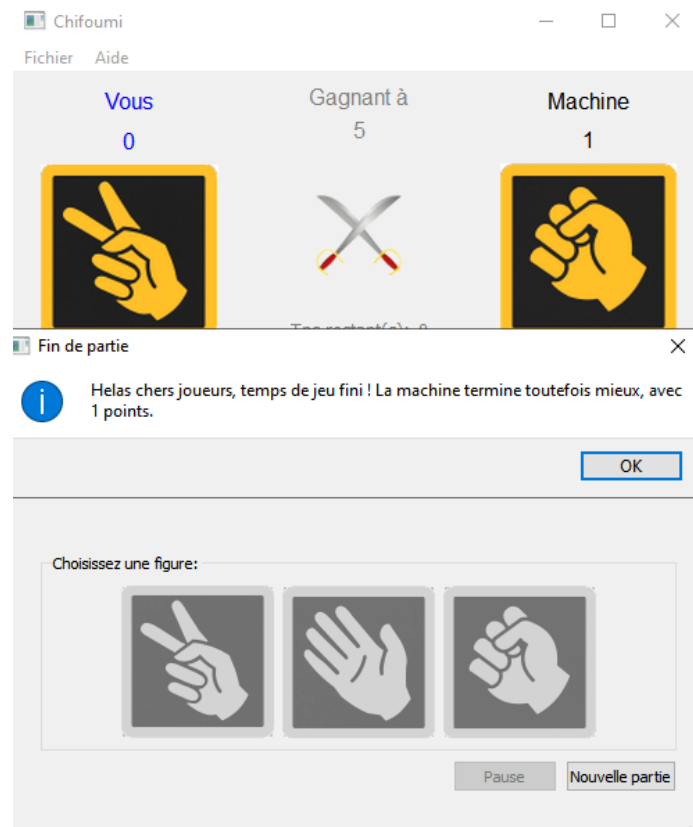 Chifoumi
Fichier Aide
Vous Gagnant à Machine
0 5 1
Fin de partie
Helas chers joueurs, temps de jeu fini ! La machine termine toutefois mieux, avec
1 points.
OK
Choisissez une figure:
Pause Nouvelle partie